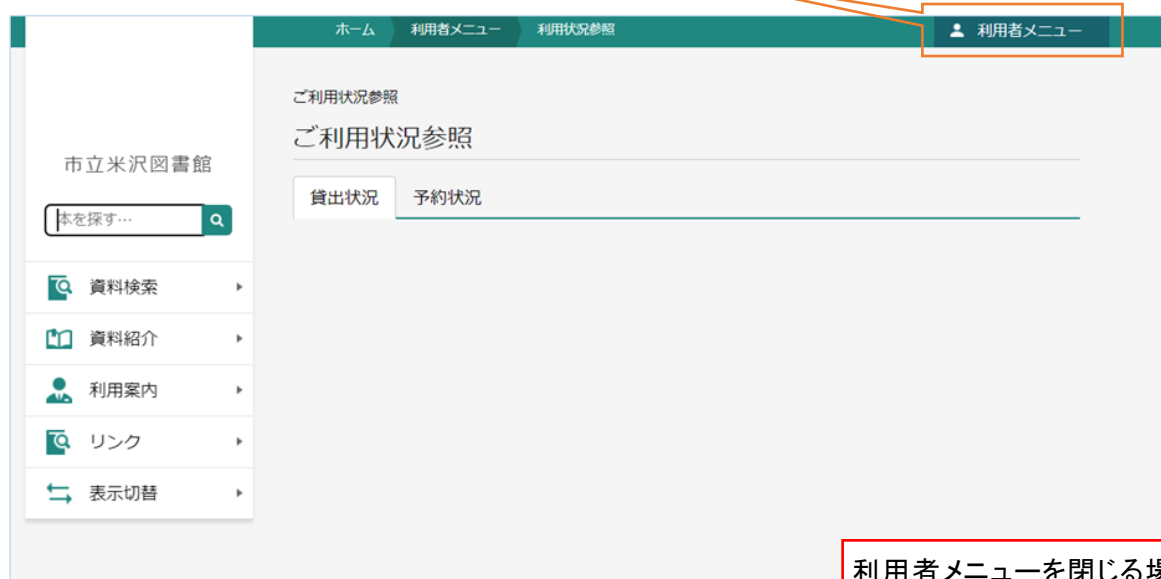 ホーム 利用者メニュー 利用状況参照 利用者メニュー
ご利用状況参照
ご利用状況参照
貸出状況 予約状況
市立米沢図書館
本を探す…
資料検索
資料紹介
利用案内
リンク
表示切替
利用者メニューを閉じる場